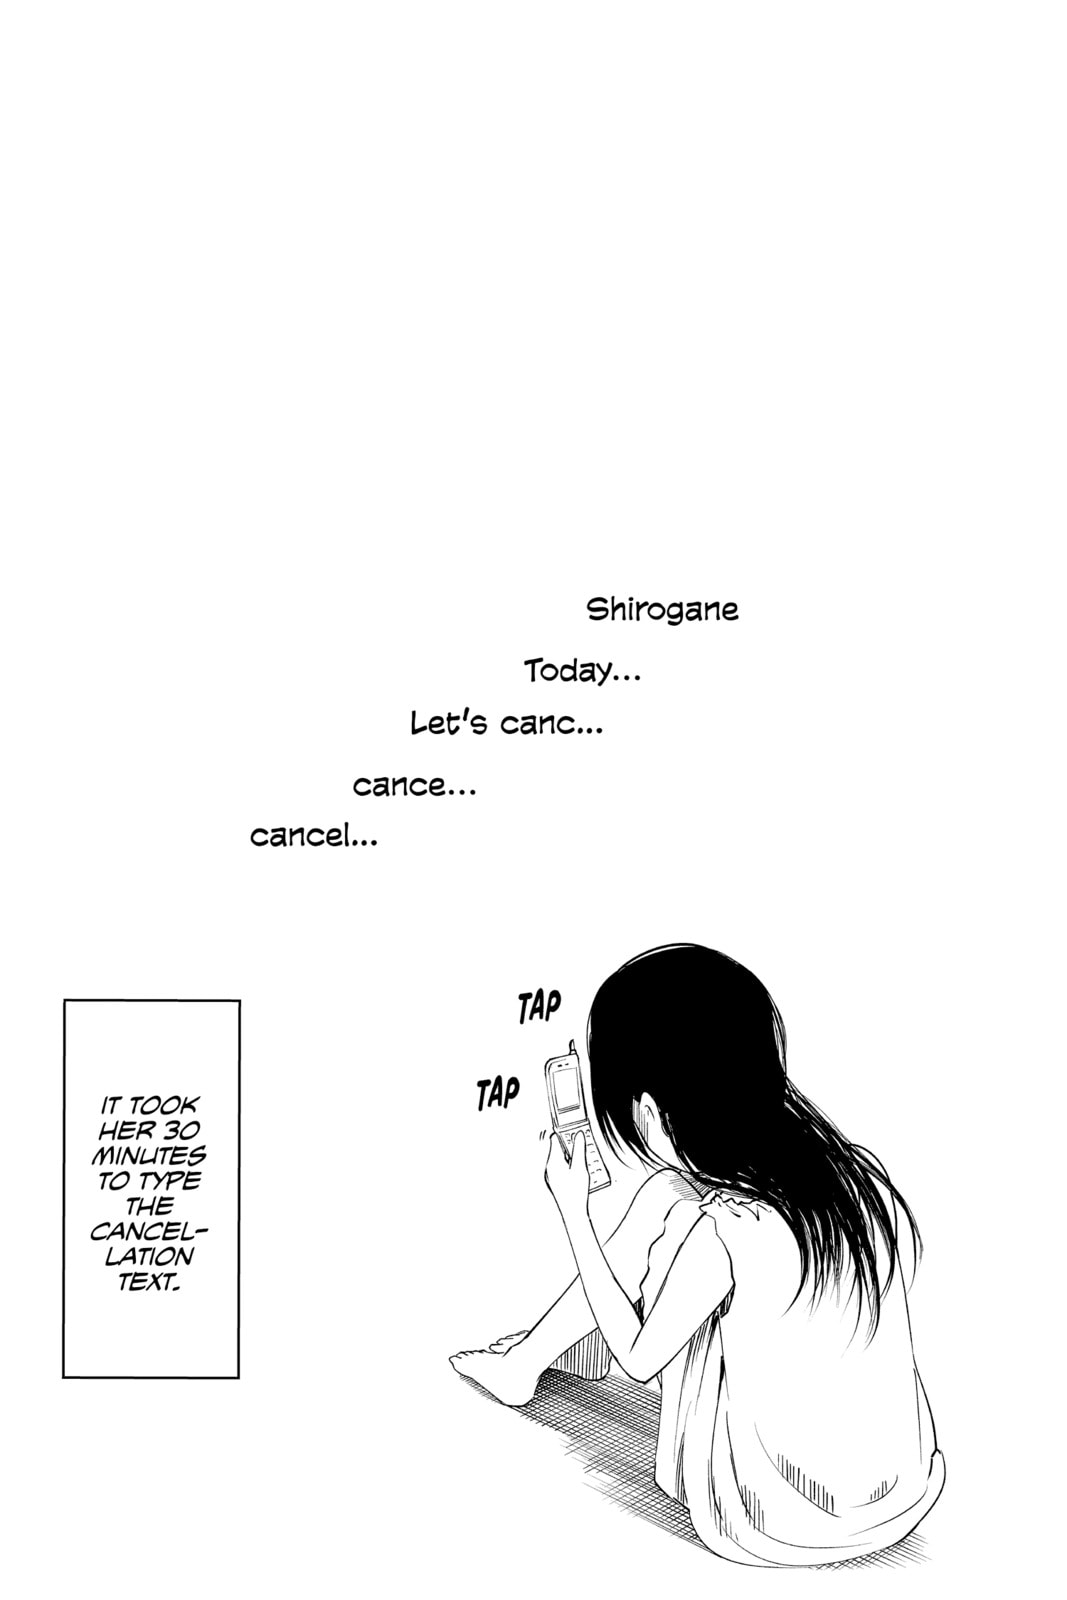 Shirogane
Today...
Let's canc...
cance...
cancel...
TAP
TAP
IT TOOK
HER 30
MINUTES
TO TYPE
THE
CANCEL-
LATION
TEXT.